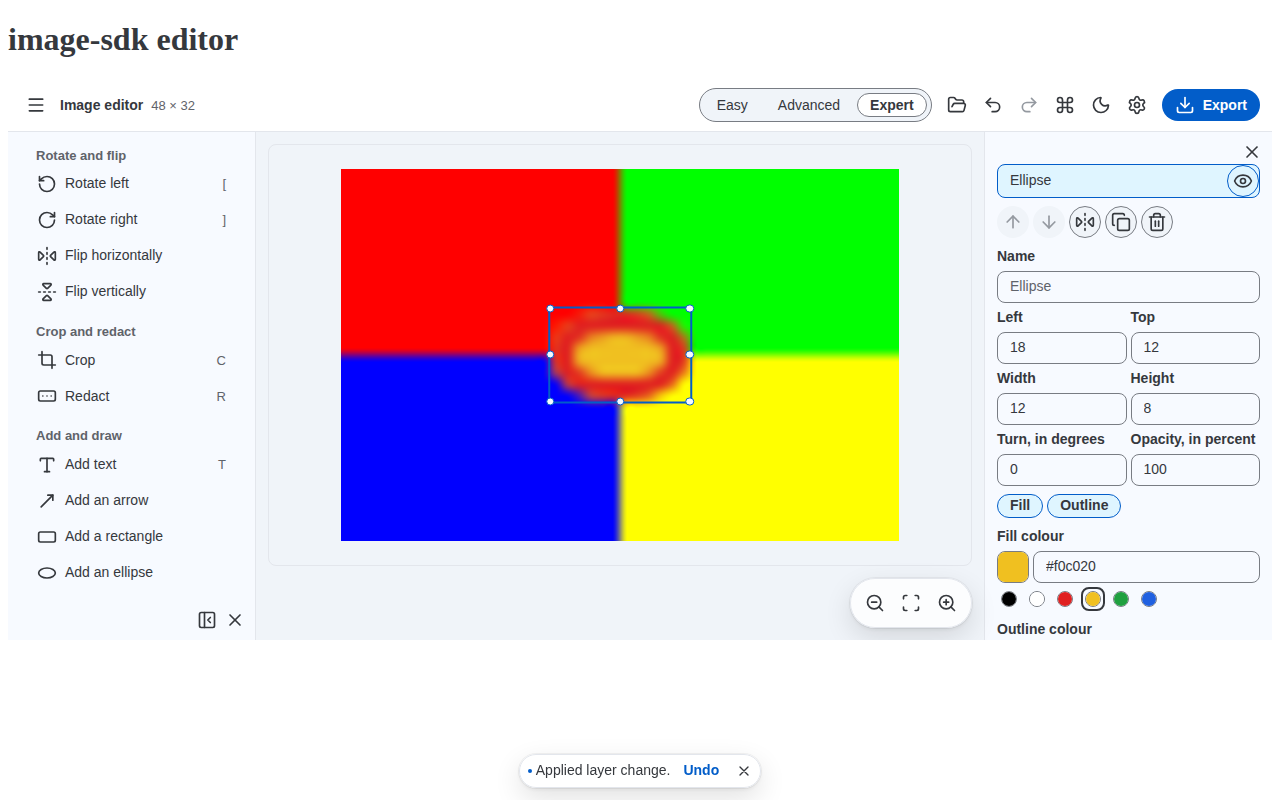 image-sdk editor
Image editor 48 × 32
Easy Advanced Expert
Export
Rotate and flip
Rotate left [
Rotate right ]
Flip horizontally
Flip vertically
Crop and redact
Crop C
Redact R
Add and draw
Add text T
Add an arrow
Add a rectangle
Add an ellipse
Ellipse
Name
Ellipse
Left Top
18 12
Width Height
12 8
Turn, in degrees Opacity, in percent
0 100
Fill Outline
Fill colour
#f0c020
Outline colour
Applied layer change. Undo